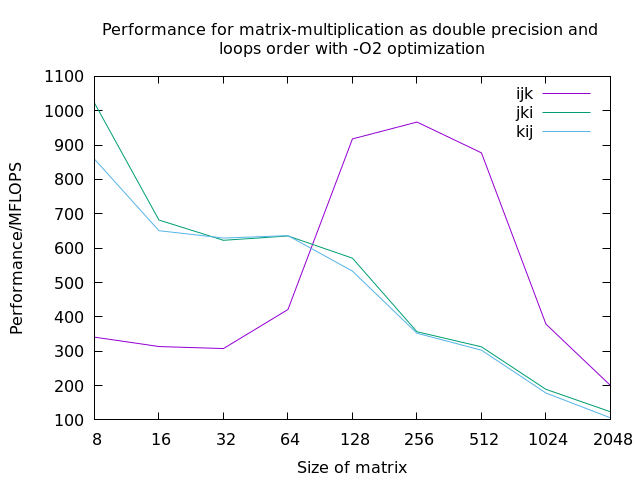 Performance for matrix-multiplication as double precision and
loops order with -O2 optimization
ijk
jki
kij
1100
1000
900
800
700
600
500
400
300
200
100
Performance/MFLOPS
8 16 32 64 128 256 512 1024 2048
Size of matrix